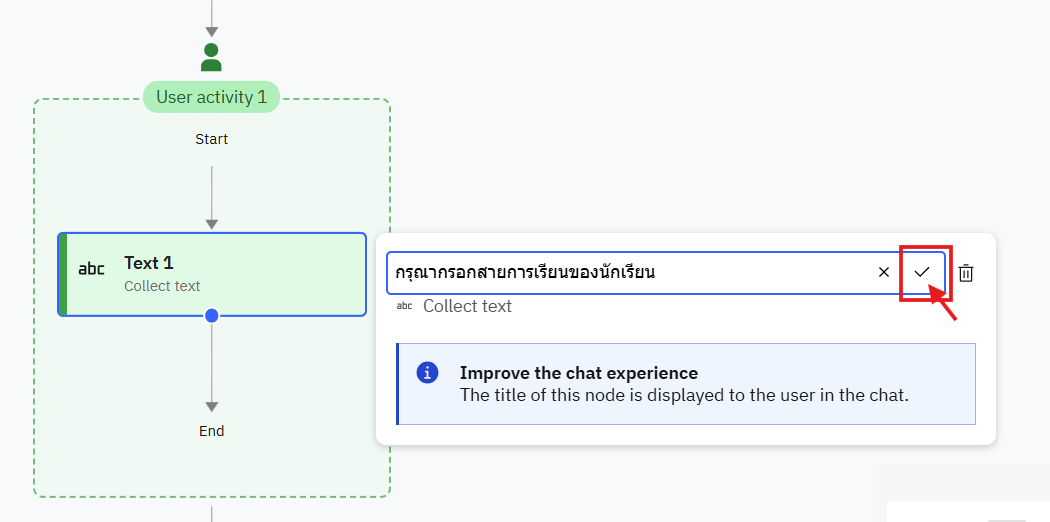 User activity 1
Start
abc
Text 1
Collect text
กรุณากรอกสายการเรียนของนักเรียน
abc Collect text
Improve the chat experience
The title of this node is displayed to the user in the chat.
End